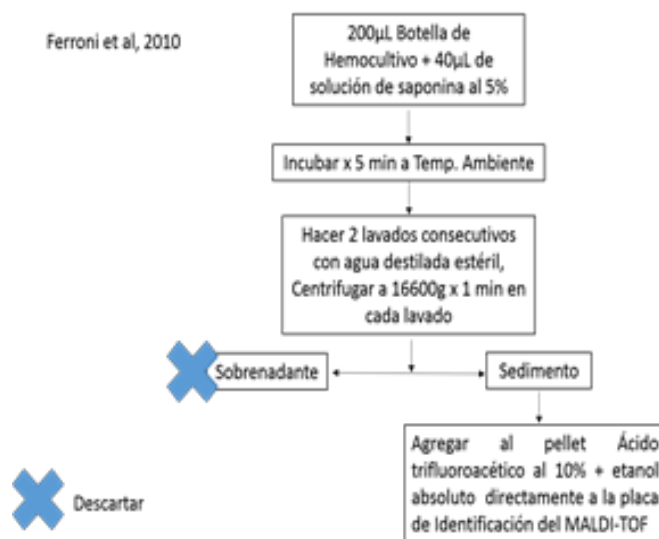 Ferroni et al, 2010
200µL Botella de
Hemocultivo + 40µL de
solución de saponina al 5%
Incubar x 5 min a Temp. Ambiente
Hacer 2 lavados consecutivos
con agua destilada estéril,
Centrifugar a 16600g x 1 min en
cada lavado
Sobrenadante
Sedimento
Agregar al pellet Ácido
trifluoroacético al 10% + etanol
absoluto directamente a la placa
de Identificación del MALDI-TOF
Descartar